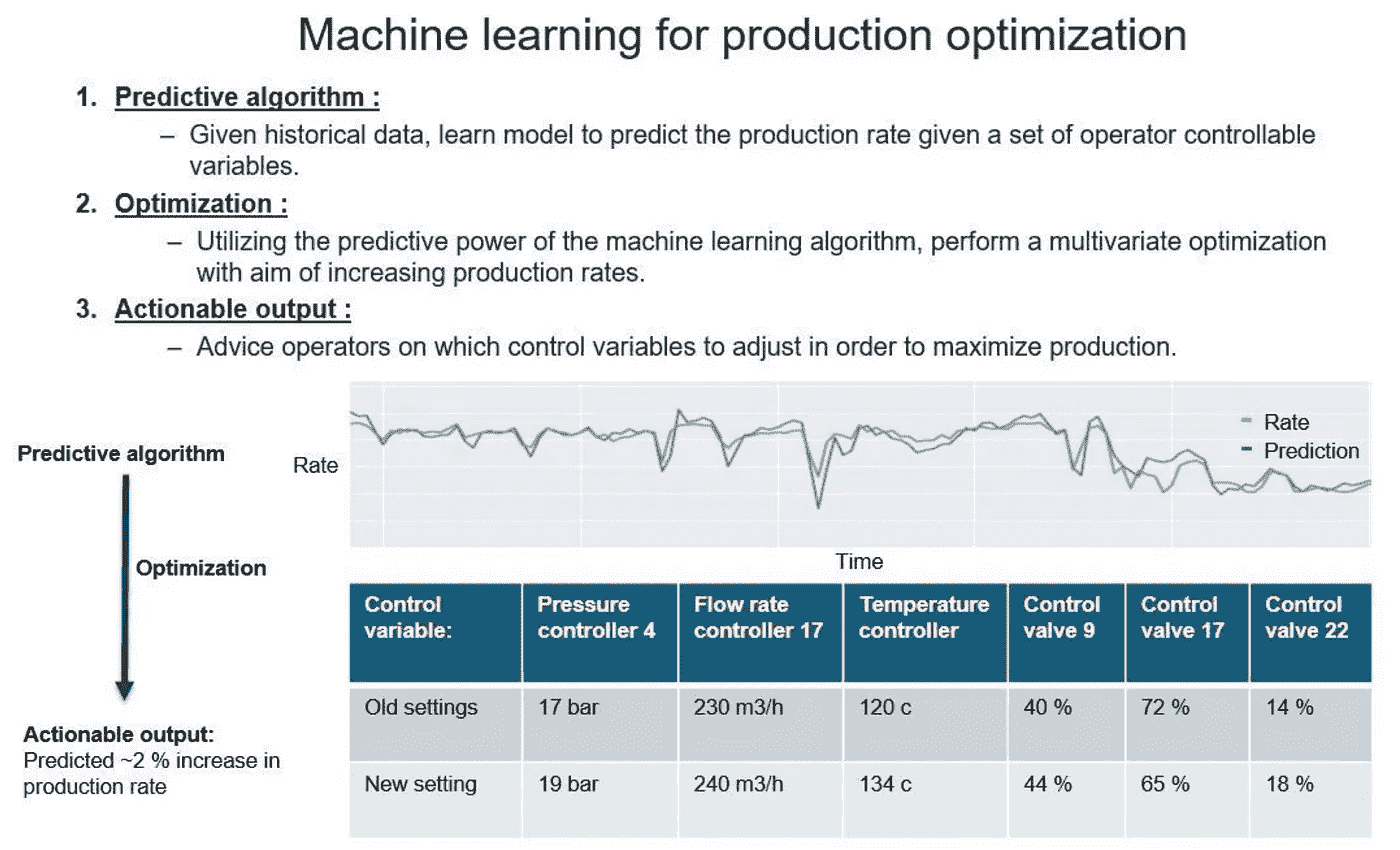 Machine learning for production optimization
1. Predictive algorithm :
– Given historical data, learn model to predict the production rate given a set of operator controllable
variables.
2. Optimization :
– Utilizing the predictive power of the machine learning algorithm, perform a multivariate optimization
with aim of increasing production rates.
3. Actionable output :
– Advice operators on which control variables to adjust in order to maximize production.
Predictive algorithm
Optimization
Actionable output:
Predicted ~2 % increase in
production rate
Rate
Rate
Prediction
Time
Control variable: Pressure controller 4 Flow rate controller 17 Temperature controller Control valve 9 Control valve 17 Control valve 22
Old settings 17 bar 230 m3/h 120 c 40 % 72 % 14 %
New setting 19 bar 240 m3/h 134 c 44 % 65 % 18 %